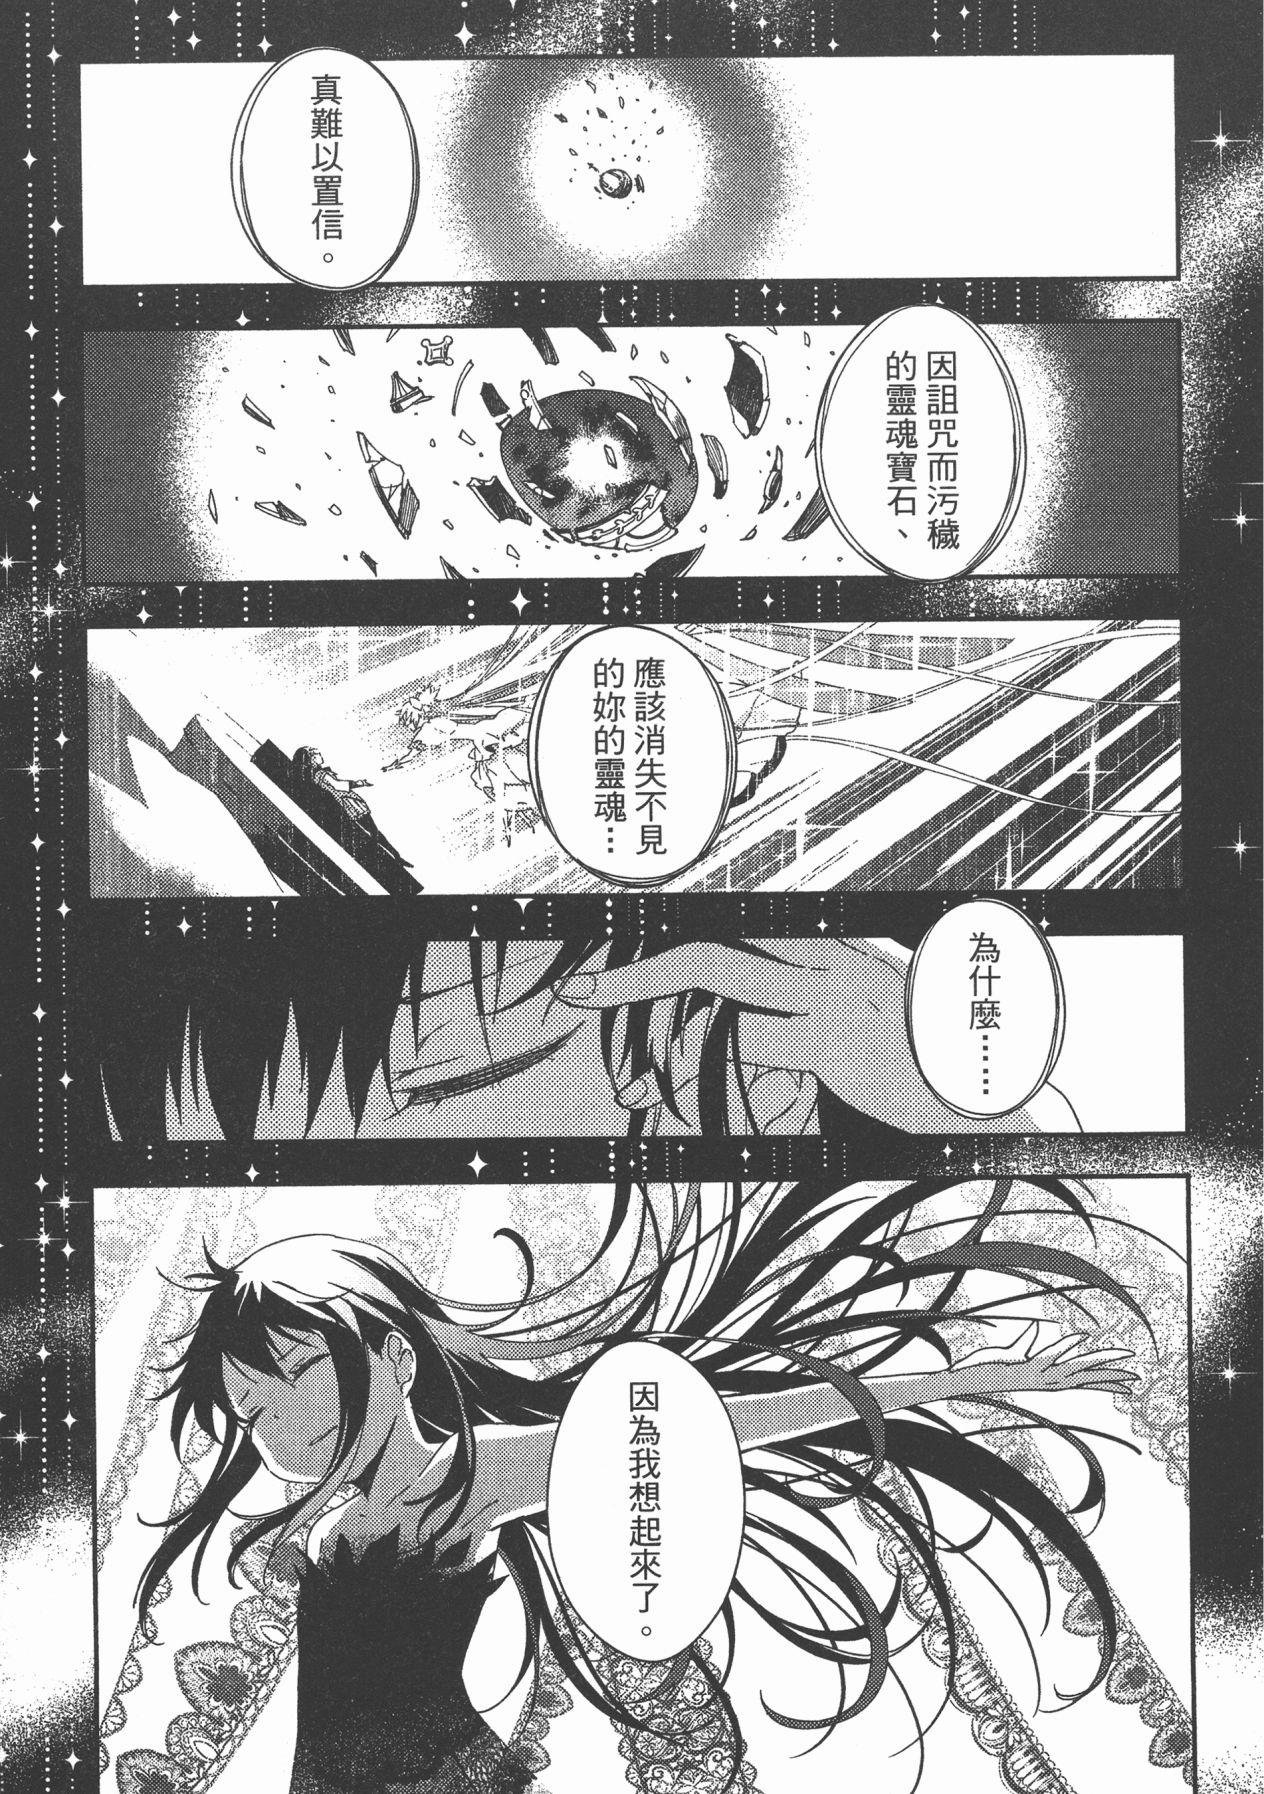 真難以置信。
因詛咒而污穢
的靈魂寶石、
應該消失不見
的妳的靈魂…
為什麼……
因為我想起來了。